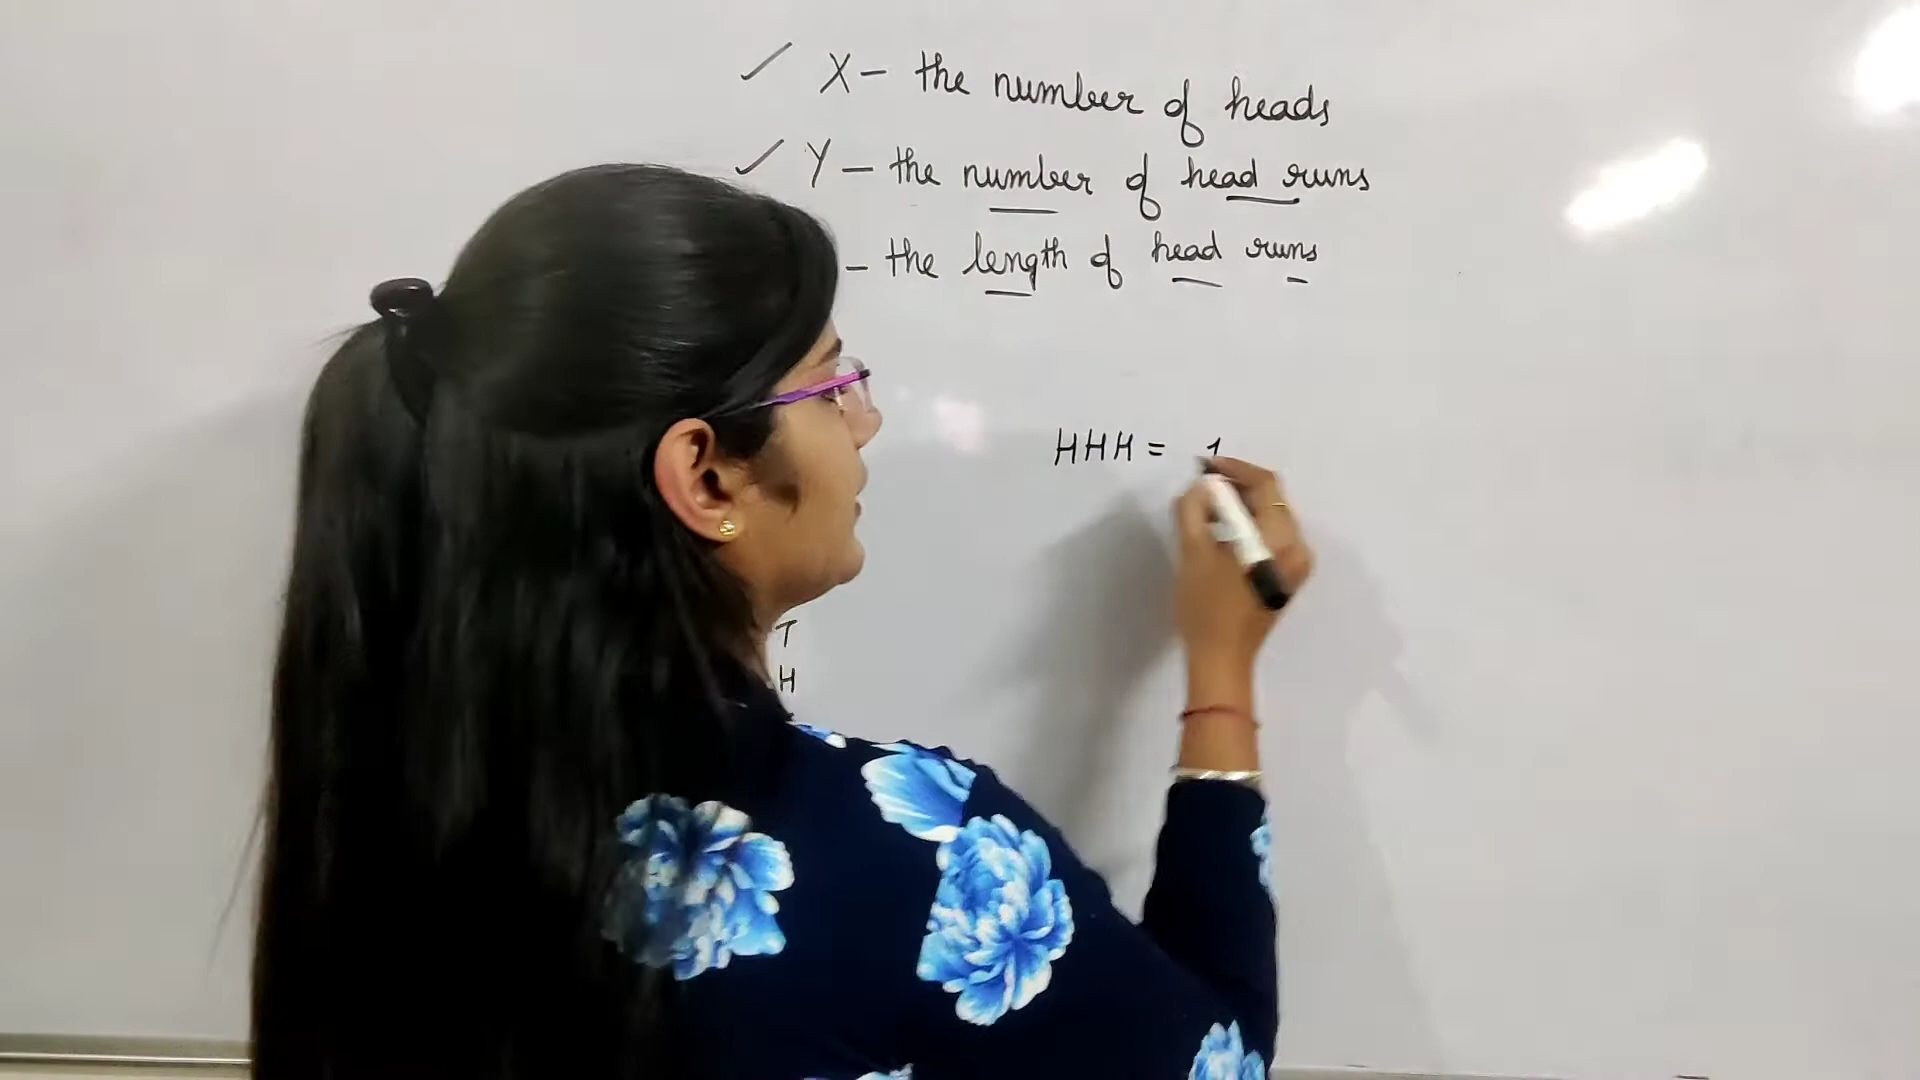 ✓ X - the number of heads
✓ Y - the number of head runs
- the length of head runs
HHH = 1
T
H